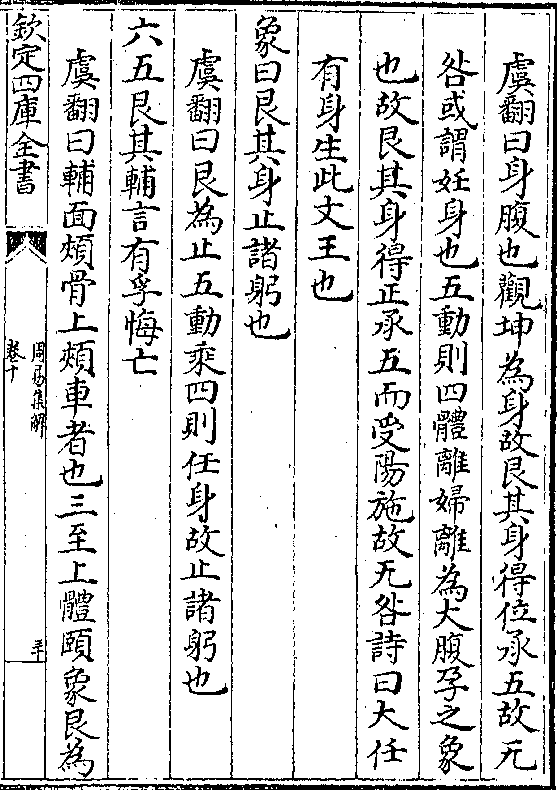 虞翻曰身腹也觀坤為身故艮其身得位承五故无
咎或謂妊身也五動則四體離婦離為大腹孕之象
也故艮其身得正承五而受陽施故无咎詩曰大任
有身生此文王也
象曰艮其身止諸躬也
虞翻曰艮為止五動乘四則任身故止諸躬也
六五艮其輔言有孚悔亡
虞翻曰輔面頰骨上頰車者也三至上體頤象艮為
欽定四庫全書
周易集解
卷十